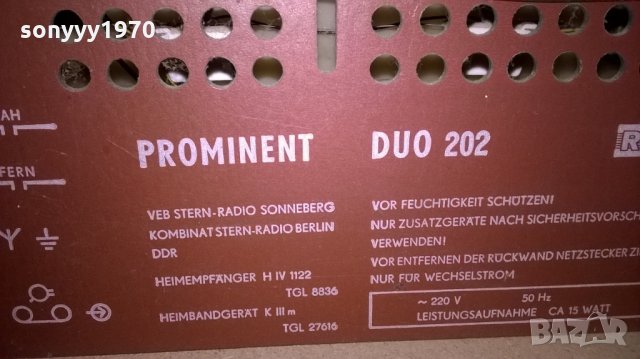 sonyyy1970
AH
FERN
PROMINENT DUO 202
R
VEB STERN-RADIO SONNEBERG
KOMBINAT STERN-RADIO BERLIN
DDR
HEIMEMPFÄNGER H IV 1122
TGL 8836
HEIMBANDGERÄT K III m
TGL 27616
VOR FEUCHTIGKEIT SCHÜTZEN!
NUR ZUSATZGERÄTE NACH SICHERHEITSVORSCH
VERWENDEN!
VOR ENTFERNEN DER RÜCKWAND NETZSTECKER ZI
NUR FÜR WECHSELSTROM
~ 220 V 50 Hz
LEISTUNGSAUFNAHME CA 15 WATT
BAZAR.bg